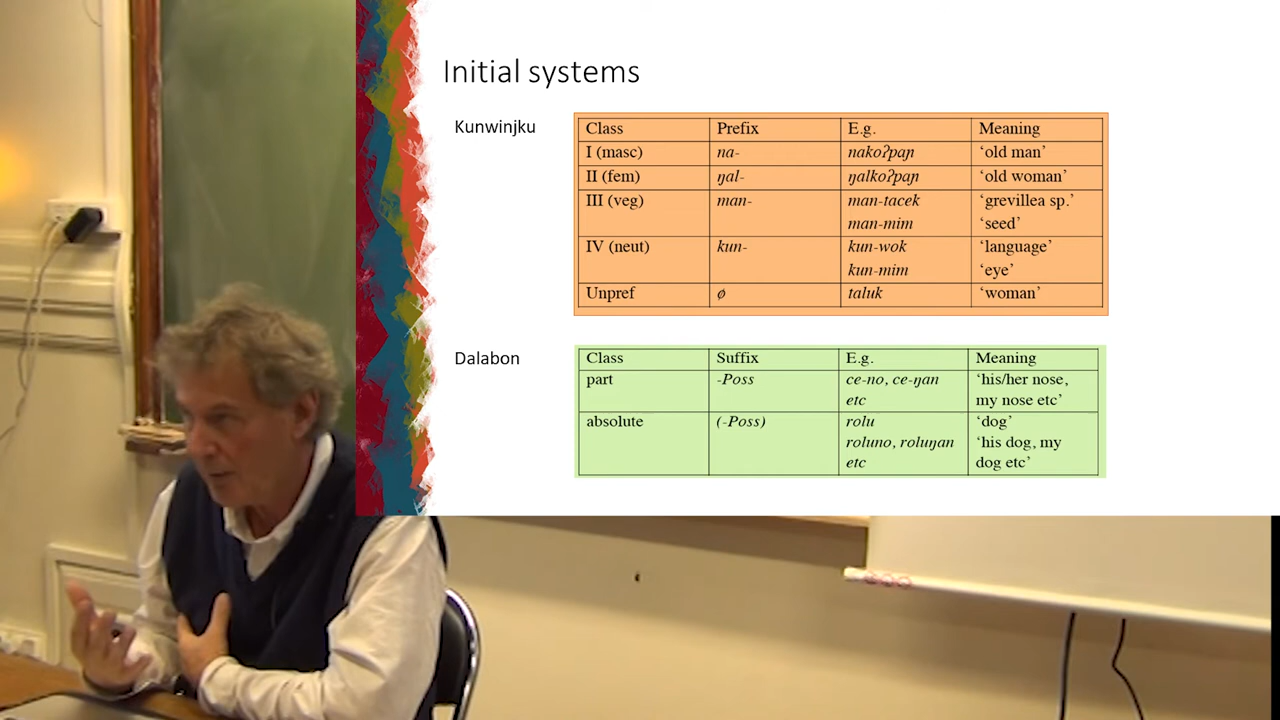 Initial systems
Kunwinjku
Class Prefix E.g. Meaning
I (masc) na- nakoʔpaɲ ‘old man’
II (fem) ŋal- ŋalkoʔpaɲ ‘old woman’
III (veg) man- man-tacek ‘grevillea sp.’
man-mim ‘seed’
IV (neut) kun- kun-wok ‘language’
kun-mim ‘eye’
Unpref ø taluk ‘woman’
Dalabon
Class Suffix E.g. Meaning
part -Poss ce-no, ce-ŋan ‘his/her nose,
etc my nose etc’
absolute (-Poss) rolu ‘dog’
roluno, roluŋan ‘his dog, my
etc dog etc’